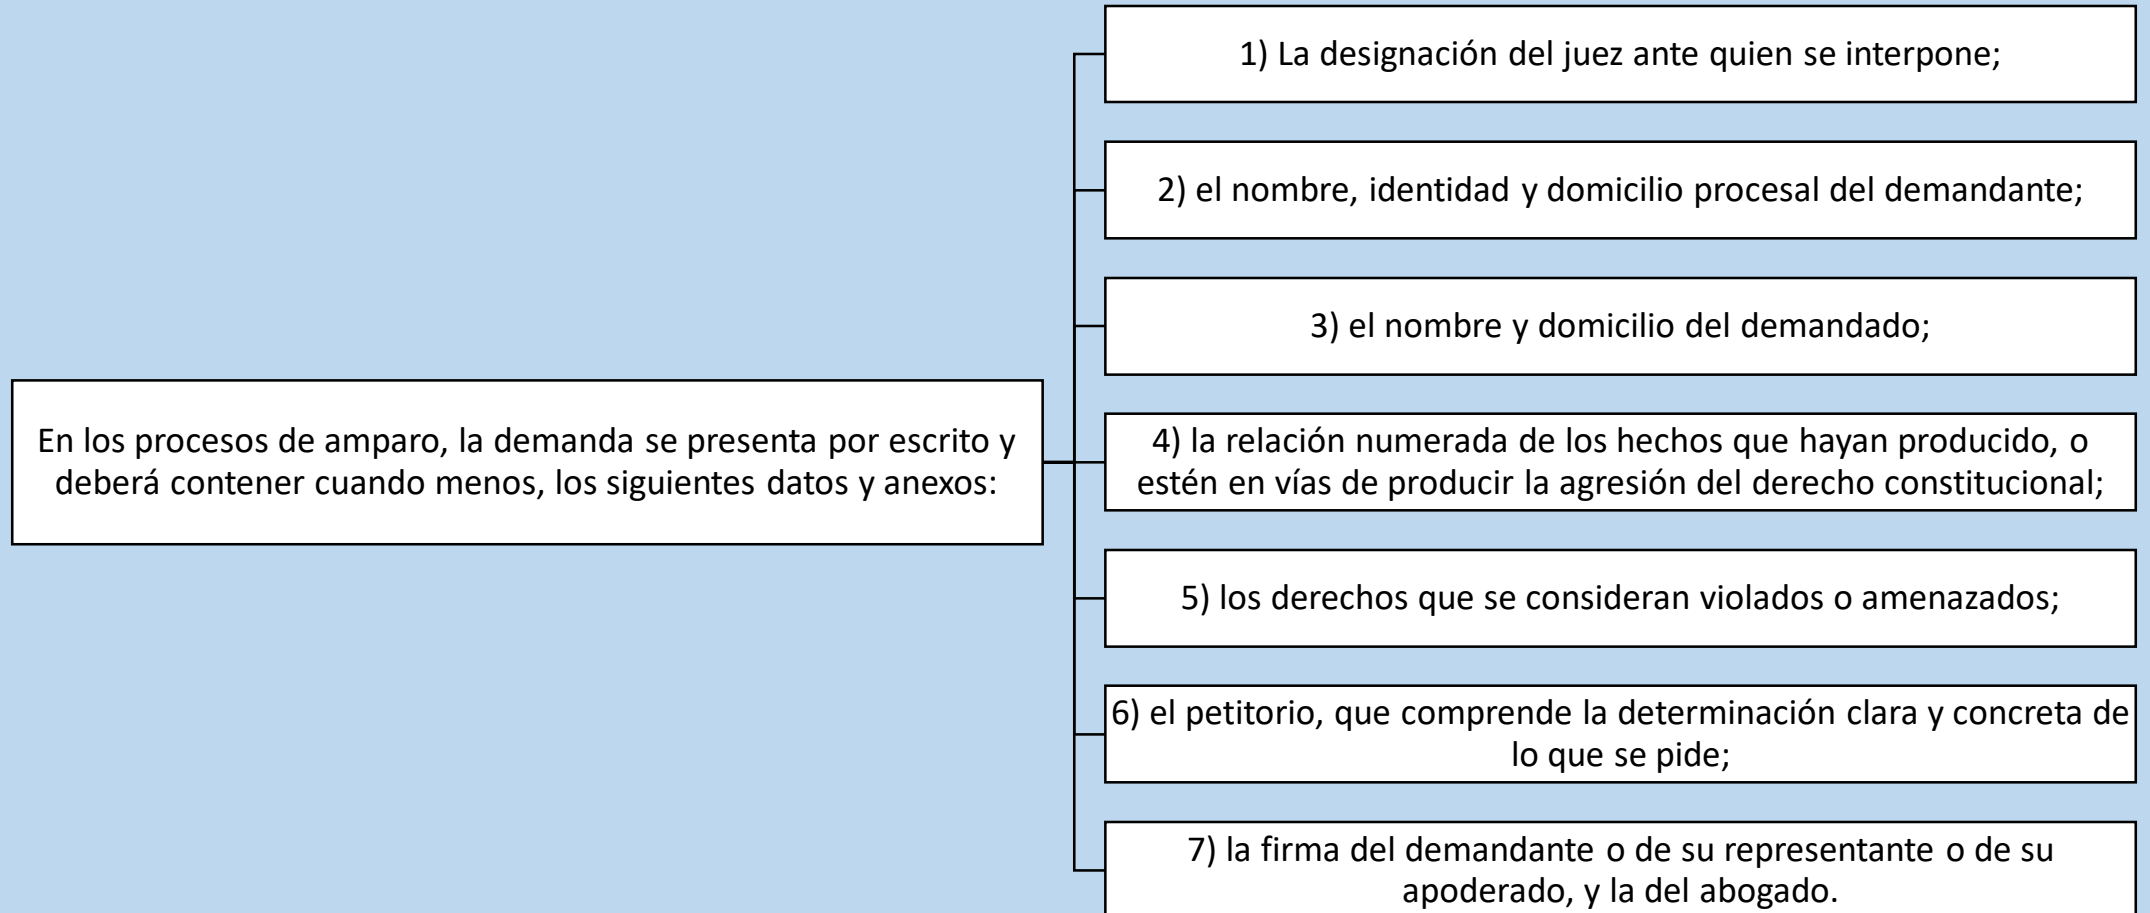 En los procesos de amparo, la demanda se presenta por escrito y
deberá contener cuando menos, los siguientes datos y anexos:
1) La designación del juez ante quien se interpone;
2) el nombre, identidad y domicilio procesal del demandante;
3) el nombre y domicilio del demandado;
4) la relación numerada de los hechos que hayan producido, o
estén en vías de producir la agresión del derecho constitucional;
5) los derechos que se consideran violados o amenazados;
6) el petitorio, que comprende la determinación clara y concreta de
lo que se pide;
7) la firma del demandante o de su representante o de su
apoderado, y la del abogado.